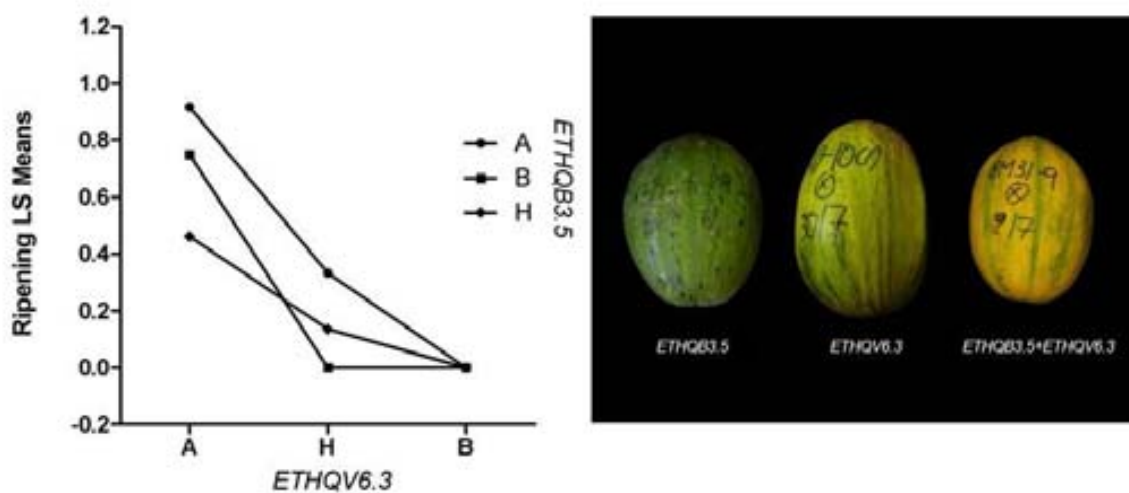 1.2
1.0
0.8
0.6
0.4
0.2
0.0
-0.2
Ripening LS Means
A
H
B
ETHQV6.3
A
B
H
ETHQB3.5
ETHQB3.5
ETHQV6.3
ETHQB3.5+ETHQV6.3